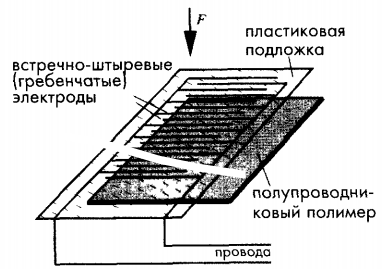 F
пластиковая
подложка
встречно-штыревые
(гребенчатые)
электроды
полупроводни-
ковый полимер
провода